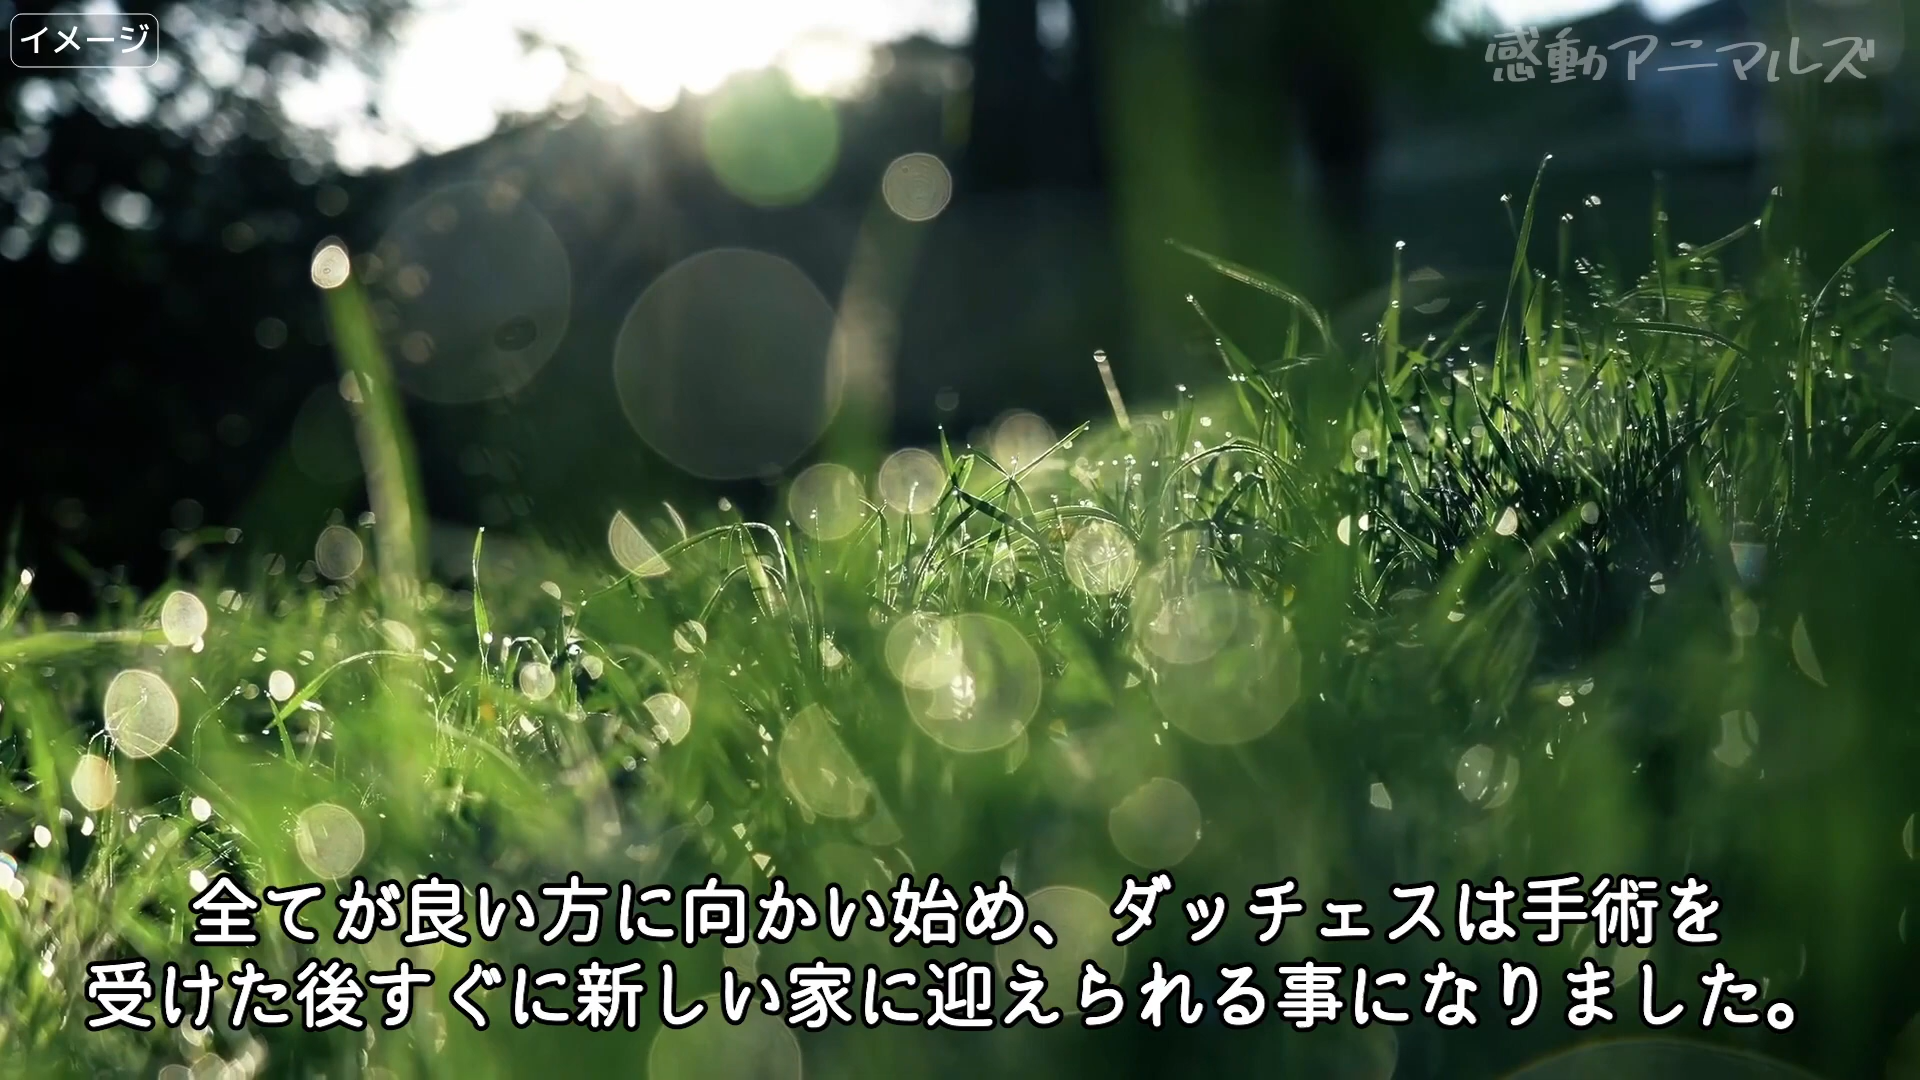 イメージ
感動アニマルズ
全てが良い方に向かい始め、ダッチェスは手術を
受けた後すぐに新しい家に迎えられる事になりました。